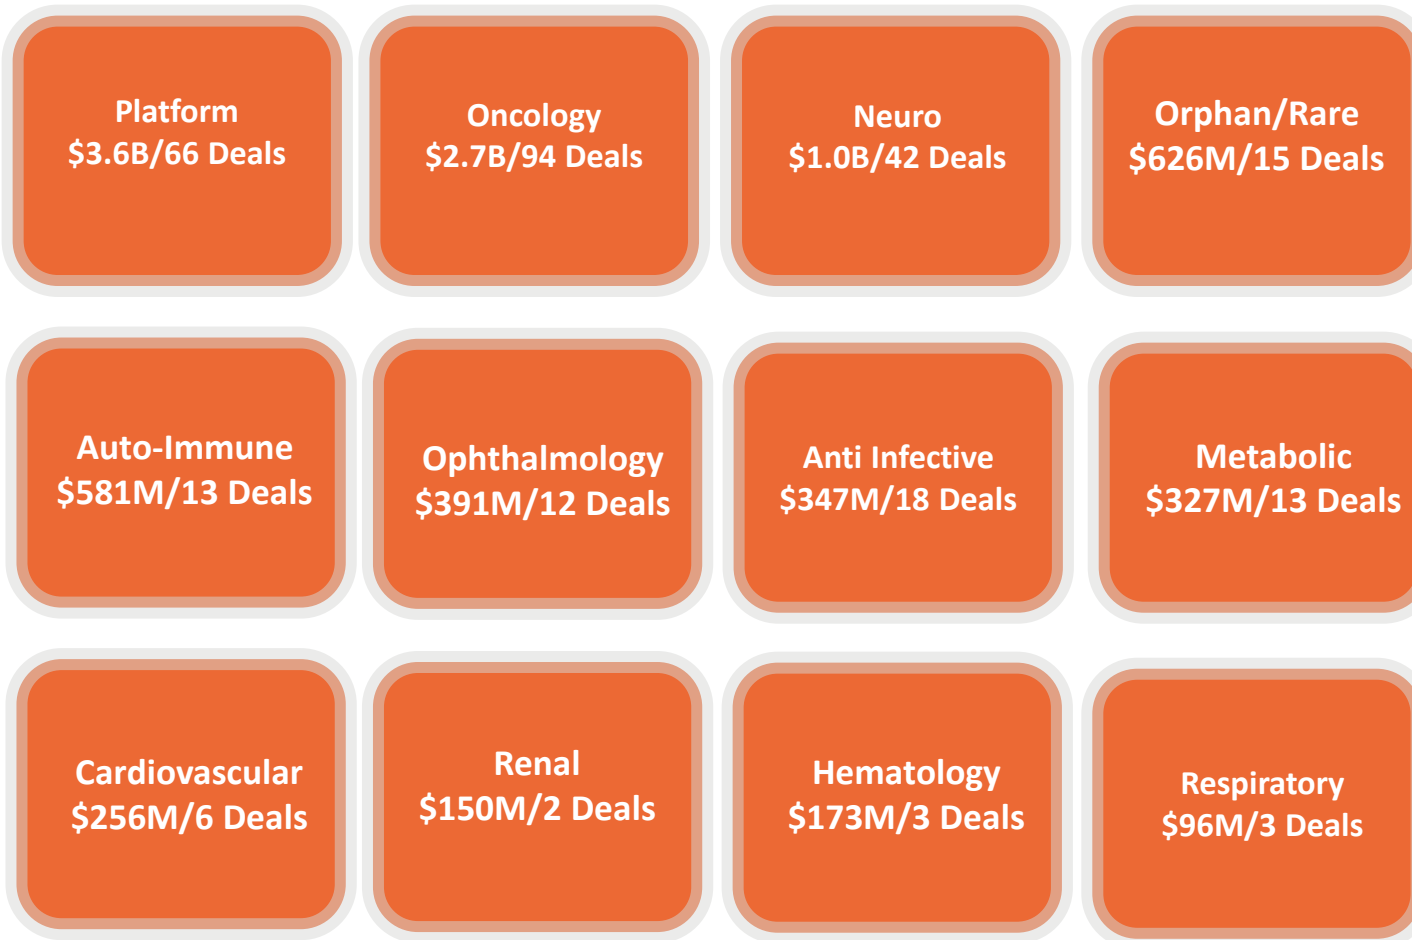 Platform
$3.6B/66 Deals
Oncology
$2.7B/94 Deals
Neuro
$1.0B/42 Deals
Orphan/Rare
$626M/15 Deals
Auto-Immune
$581M/13 Deals
Ophthalmology
$391M/12 Deals
Anti Infective
$347M/18 Deals
Metabolic
$327M/13 Deals
Cardiovascular
$256M/6 Deals
Renal
$150M/2 Deals
Hematology
$173M/3 Deals
Respiratory
$96M/3 Deals